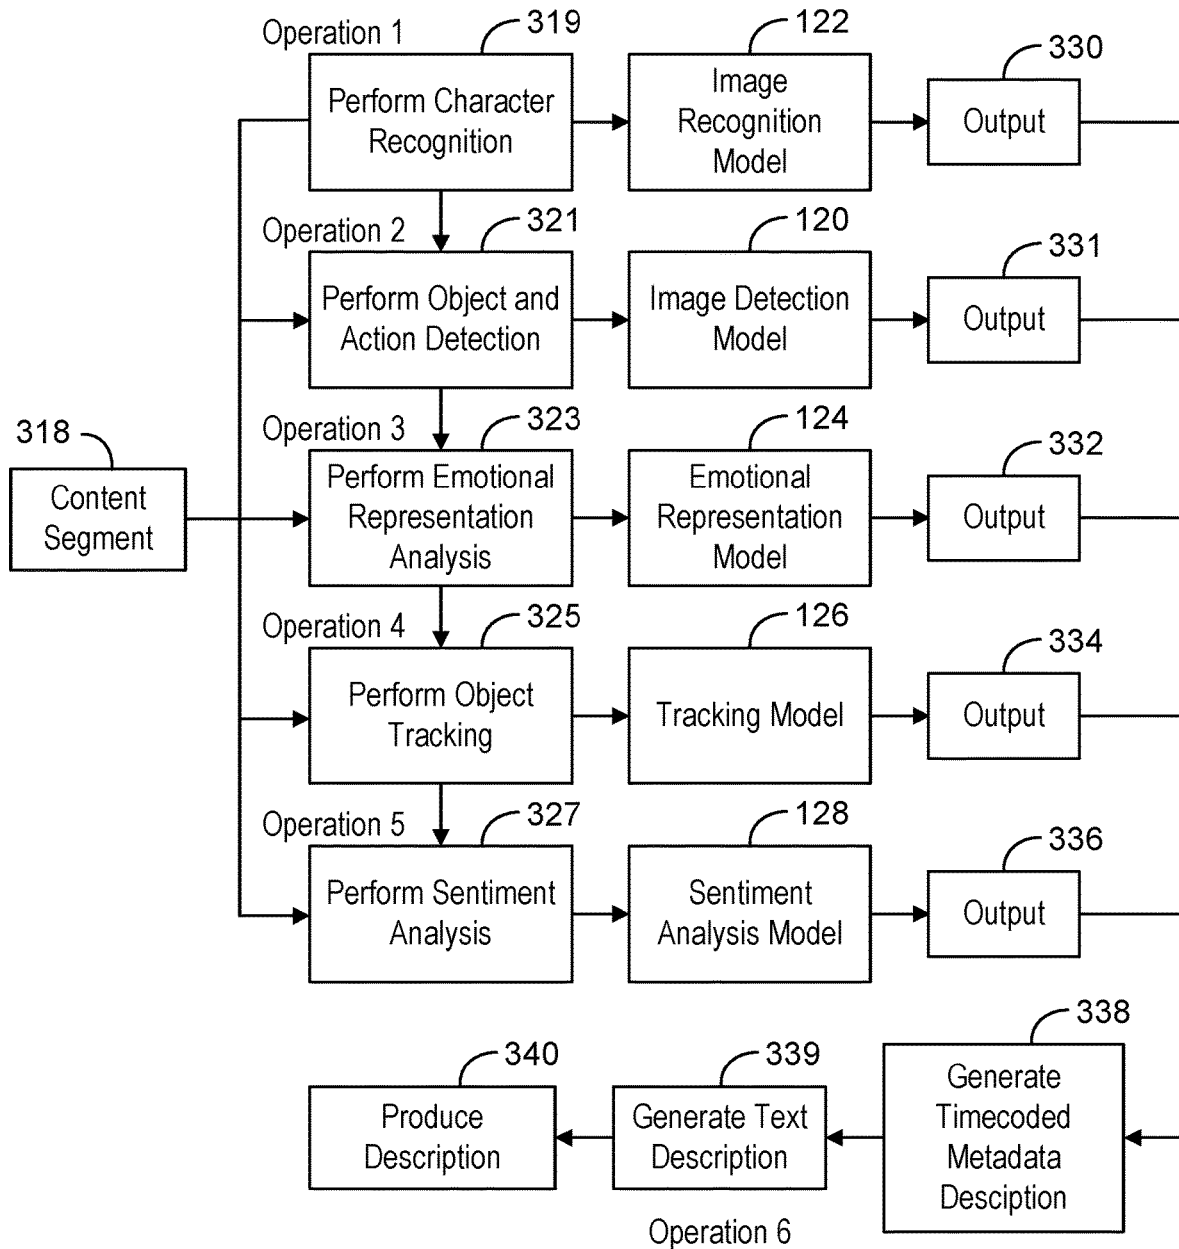 Operation 1
319
122
330
Perform Character
Recognition
Image
Recognition
Model
Output
Operation 2
321
120
331
Perform Object and
Action Detection
Image Detection
Model
Output
318
Content
Segment
Operation 3
323
124
332
Perform Emotional
Representation
Analysis
Emotional
Representation
Model
Output
Operation 4
325
126
334
Perform Object
Tracking
Tracking Model
Output
Operation 5
327
128
336
Perform Sentiment
Analysis
Sentiment
Analysis Model
Output
340
339
338
Produce
Description
Generate Text
Description
Generate
Timecoded
Metadata
Desciption
Operation 6